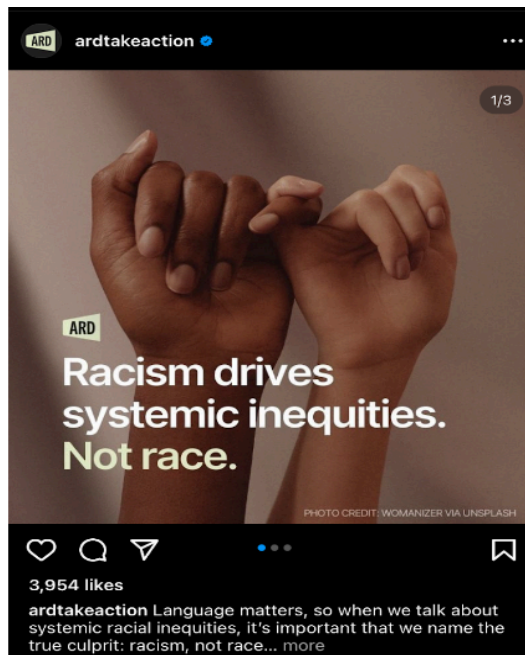 ARD
ardtakeaction
1/3
ARD
Racism drives
systemic inequities.
Not race.
PHOTO CREDIT: WOMANIZER VIA UNSPLASH
3,954 likes
ardtakeaction Language matters, so when we talk about
systemic racial inequities, it's important that we name the
true culprit: racism, not race... more